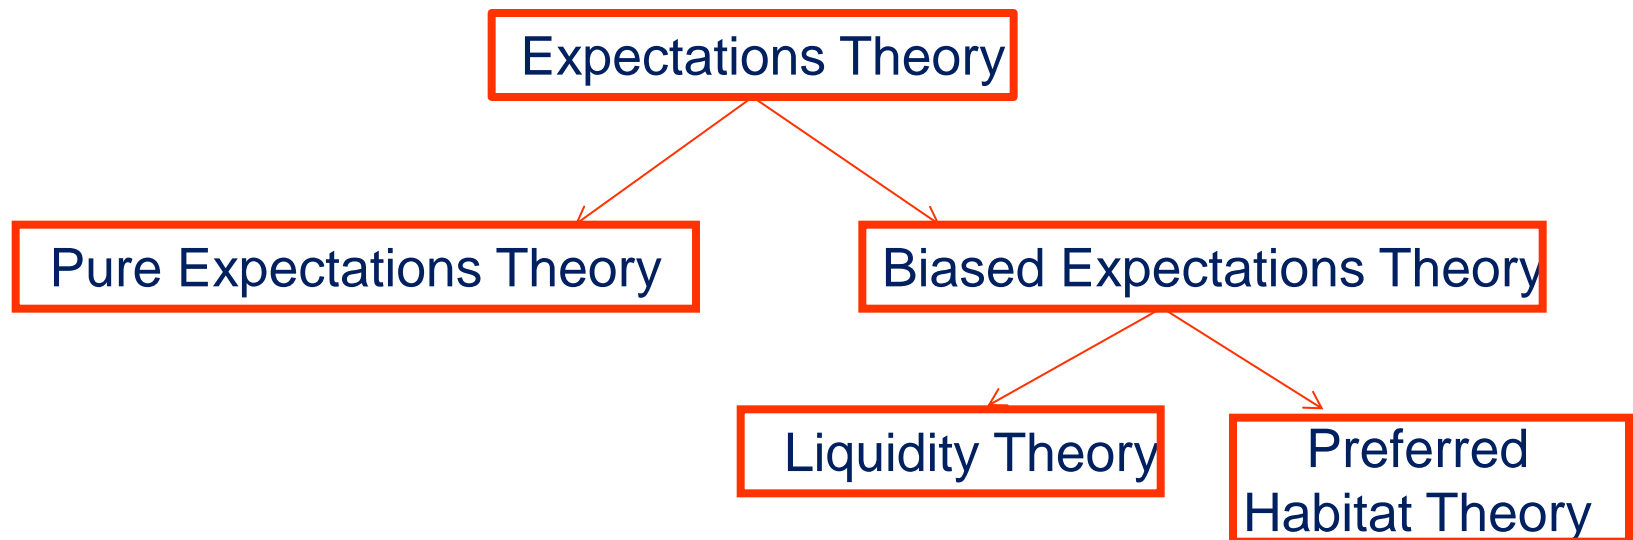 Expectations Theory
Pure Expectations Theory
Biased Expectations Theory
Liquidity Theory
Preferred
Habitat Theory